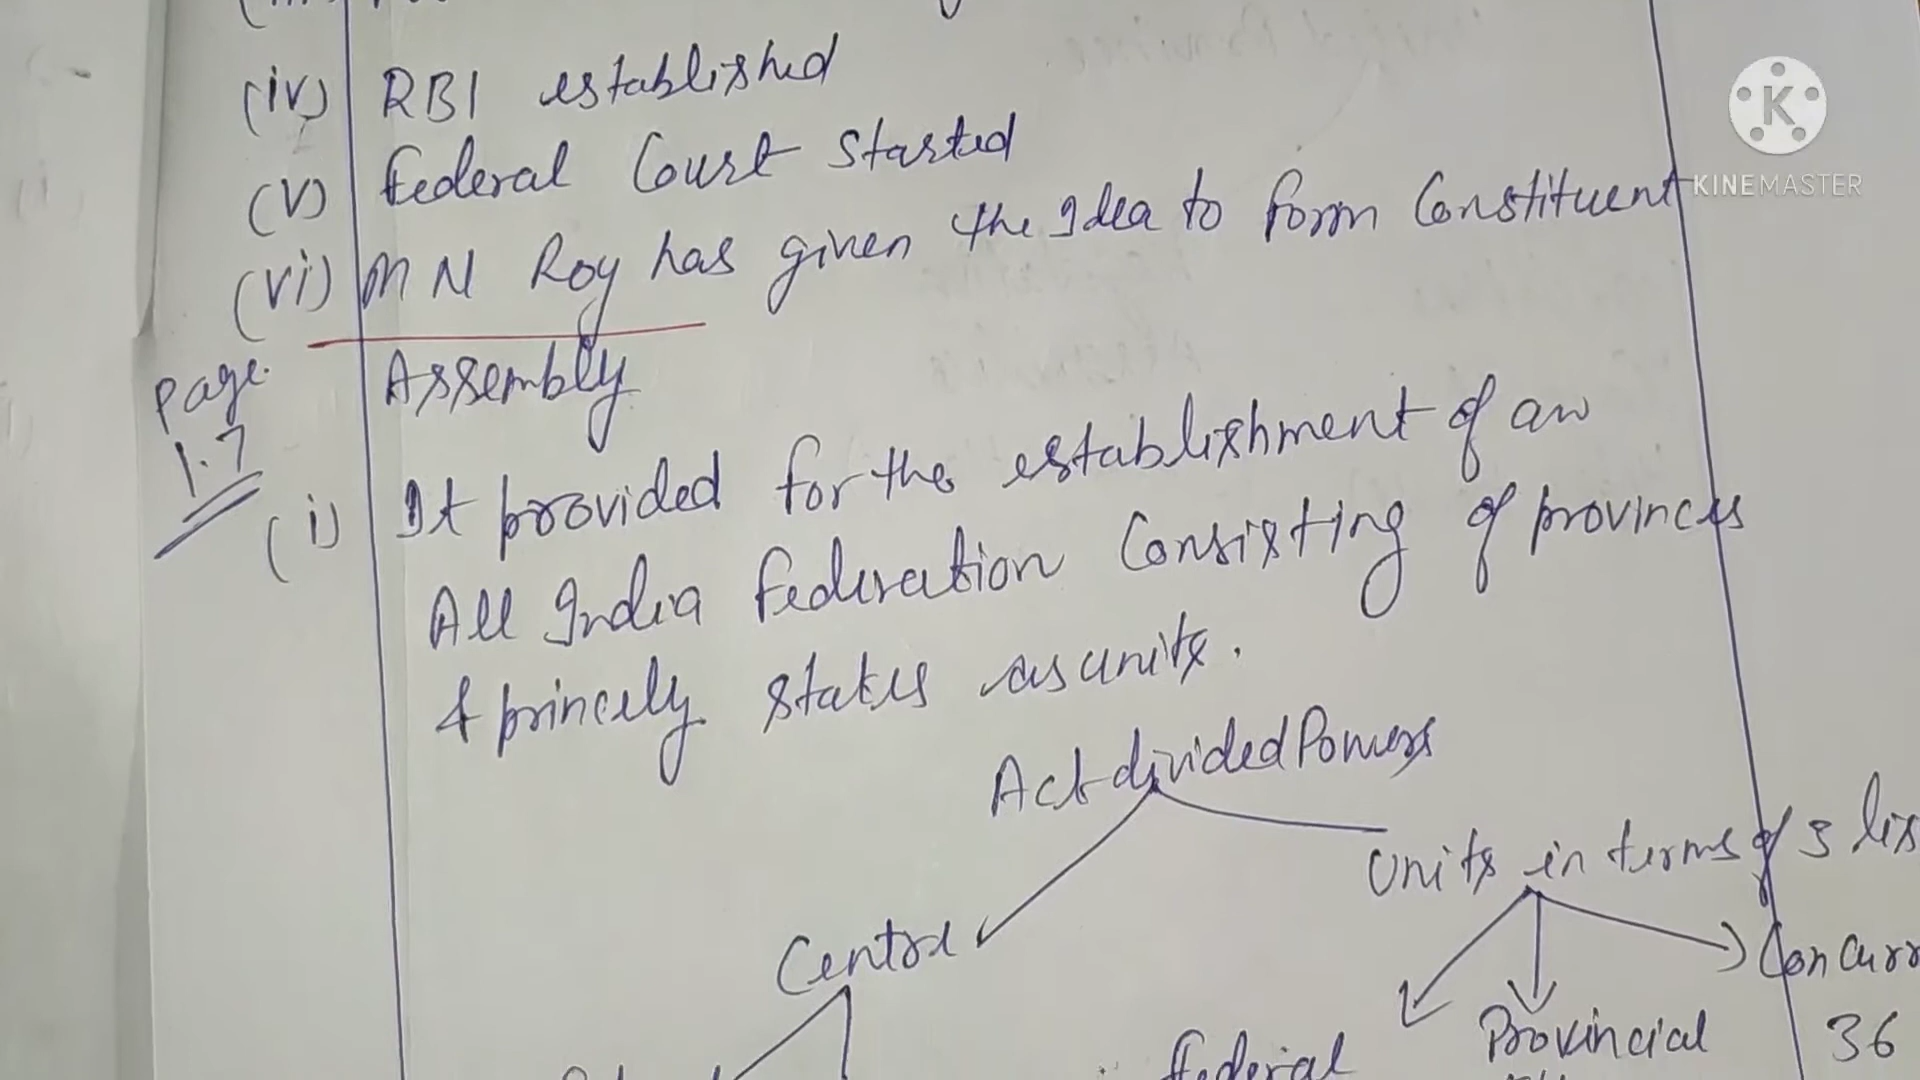 (iv) RBI established
(v) Federal Court Started
(vi) M N Roy has given the Idea to form Constituent
Assembly
Page.
1.7
(i) It provided for the establishment of an
All India Federation Consisting of provinces
& princely states as units.
Act divided Powers
Units in terms of 3 lis
Centre
Concurr
Federal
Provincial
36
K
KINEMASTER